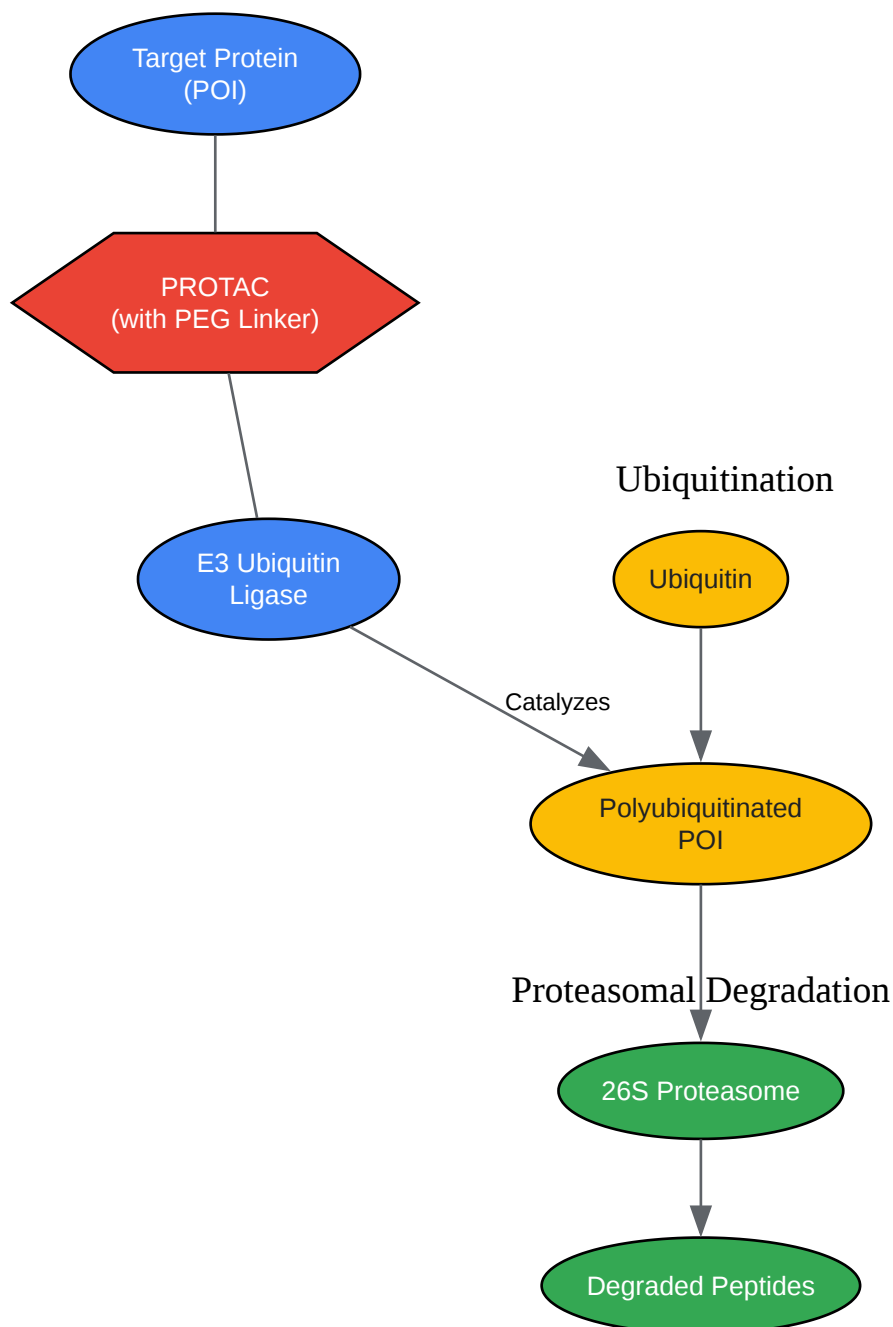 Target Protein
(POI)
PROTAC
(with PEG Linker)
Ubiquitination
E3 Ubiquitin
Ligase
Ubiquitin
Catalyzes
Polyubiquitinated
POI
Proteasomal Degradation
26S Proteasome
Degraded Peptides